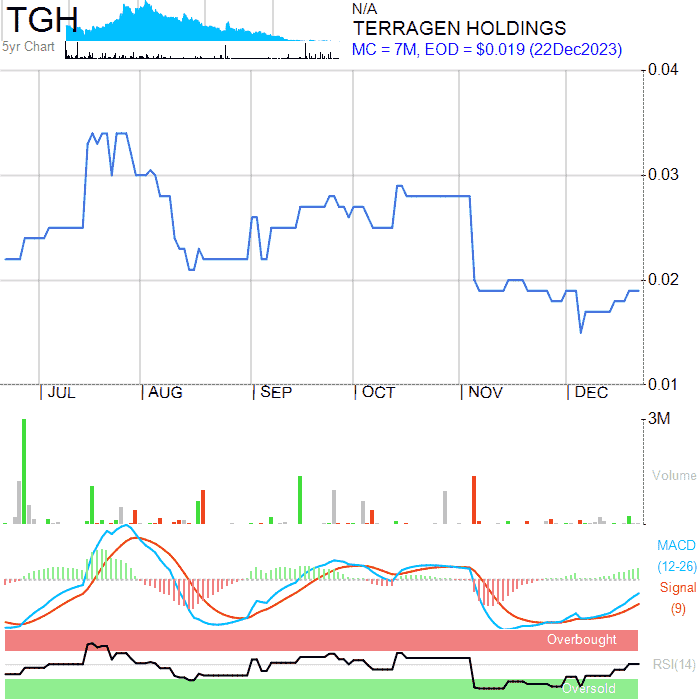 TGH
5yr Chart
N/A
TERRAGEN HOLDINGS
MC = 7M, EOD = $0.019 (22Dec2023)
0.04
0.03
0.02
0.01
JUL
AUG
SEP
OCT
NOV
DEC
3M
Volume
MACD
(12-26)
Signal
(9)
Overbought
RSI(14)
Oversold